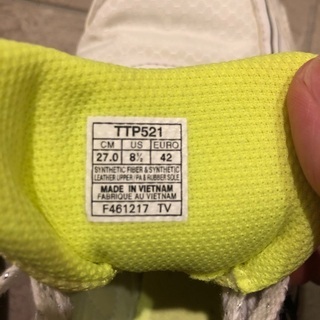 TTP521
CM US EURO
27.0 8½ 42
SYNTHETIC FIBER & SYNTHETIC
LEATHER UPPER/PA & RUBBER SOLE
MADE IN VIETNAM
FABRIQUE AU VIETNAM
F461217 TV